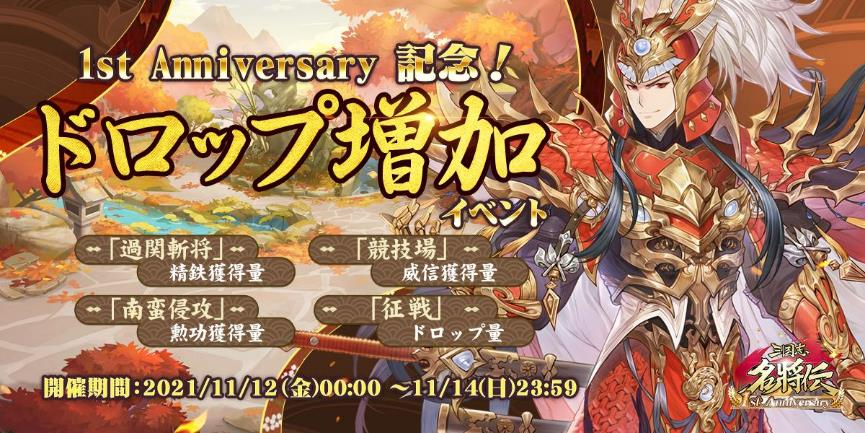 1st Anniversary 記念！
ドロップ増加
イベント
「過関斬将」
精鉄獲得量
「競技場」
威信獲得量
「南蛮侵攻」
勲功獲得量
「征戦」
ドロップ量
開催期間：2021/11/12(金)00:00 ～11/14(日)23:59
三国志
名將伝
1st Anniversary